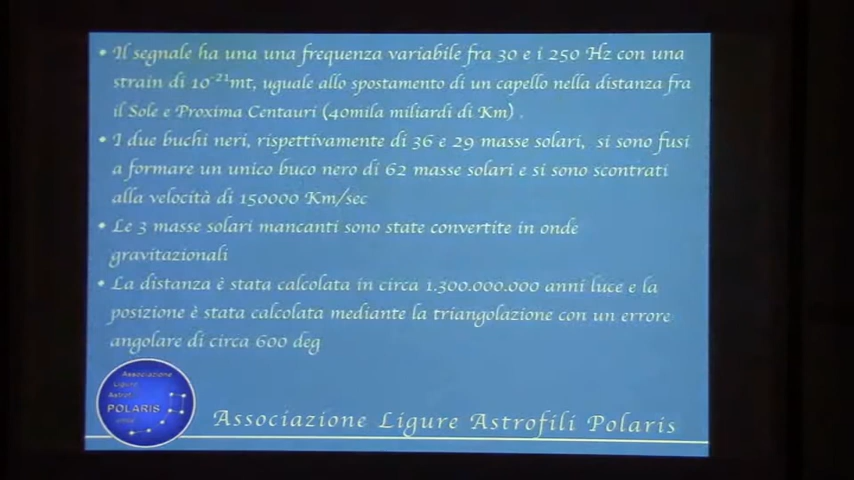 • Il segnale ha una una frequenza variabile fra 30 e i 250 Hz con una
strain di 10⁻²¹mt, uguale allo spostamento di un capello nella distanza fra
il Sole e Proxima Centauri (40mila miliardi di Km) .
• I due buchi neri, rispettivamente di 36 e 29 masse solari, si sono fusi
a formare un unico buco nero di 62 masse solari e si sono scontrati
alla velocità di 150000 Km/sec
• Le 3 masse solari mancanti sono state convertite in onde
gravitazionali
• La distanza è stata calcolata in circa 1.300.000.000 anni luce e la
posizione è stata calcolata mediante la triangolazione con un errore
angolare di circa 600 deg
Associazione
Ligure
Astrofili
POLARIS
Associazione Ligure Astrofili Polaris